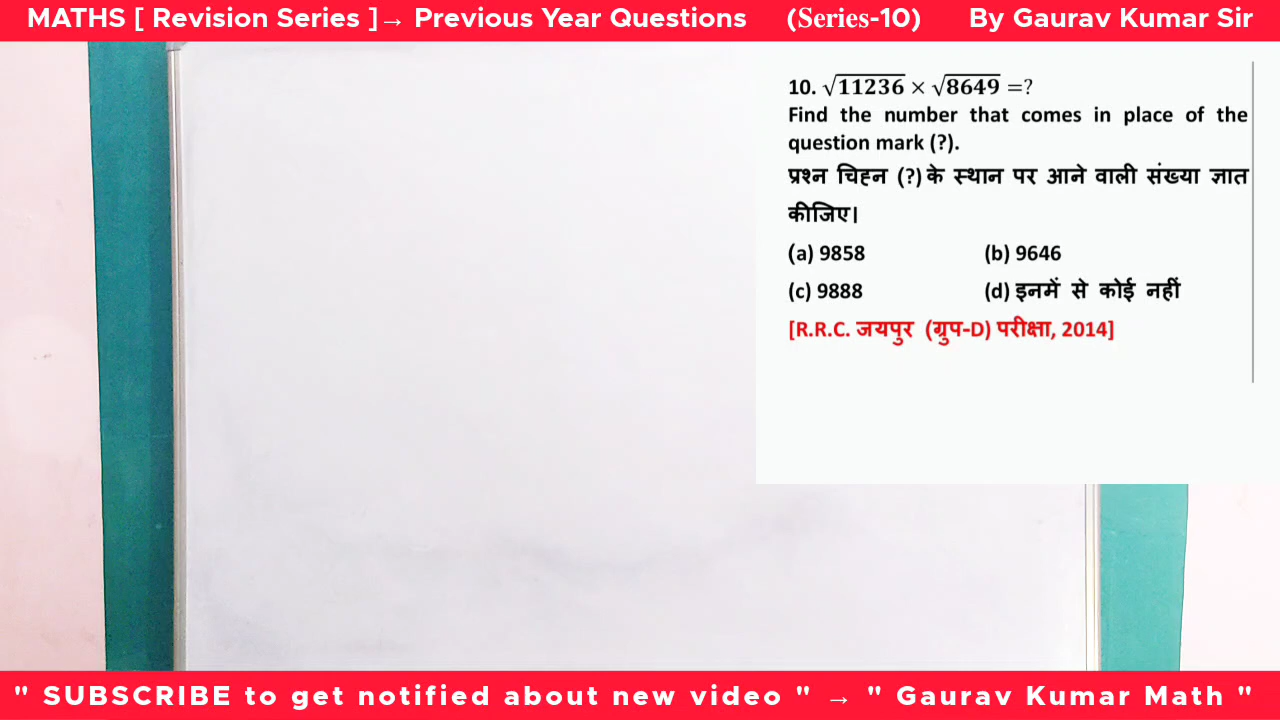 MATHS [ Revision Series ]→ Previous Year Questions (Series-10) By Gaurav Kumar Sir
10. √11236 × √8649 =?
Find the number that comes in place of the
question mark (?).
प्रश्न चिह्न (?) के स्थान पर आने वाली संख्या ज्ञात
कीजिए।
(a) 9858 (b) 9646
(c) 9888 (d) इनमें से कोई नहीं
[R.R.C. जयपुर (ग्रुप-D) परीक्षा, 2014]
" SUBSCRIBE to get notified about new video " → " Gaurav Kumar Math "